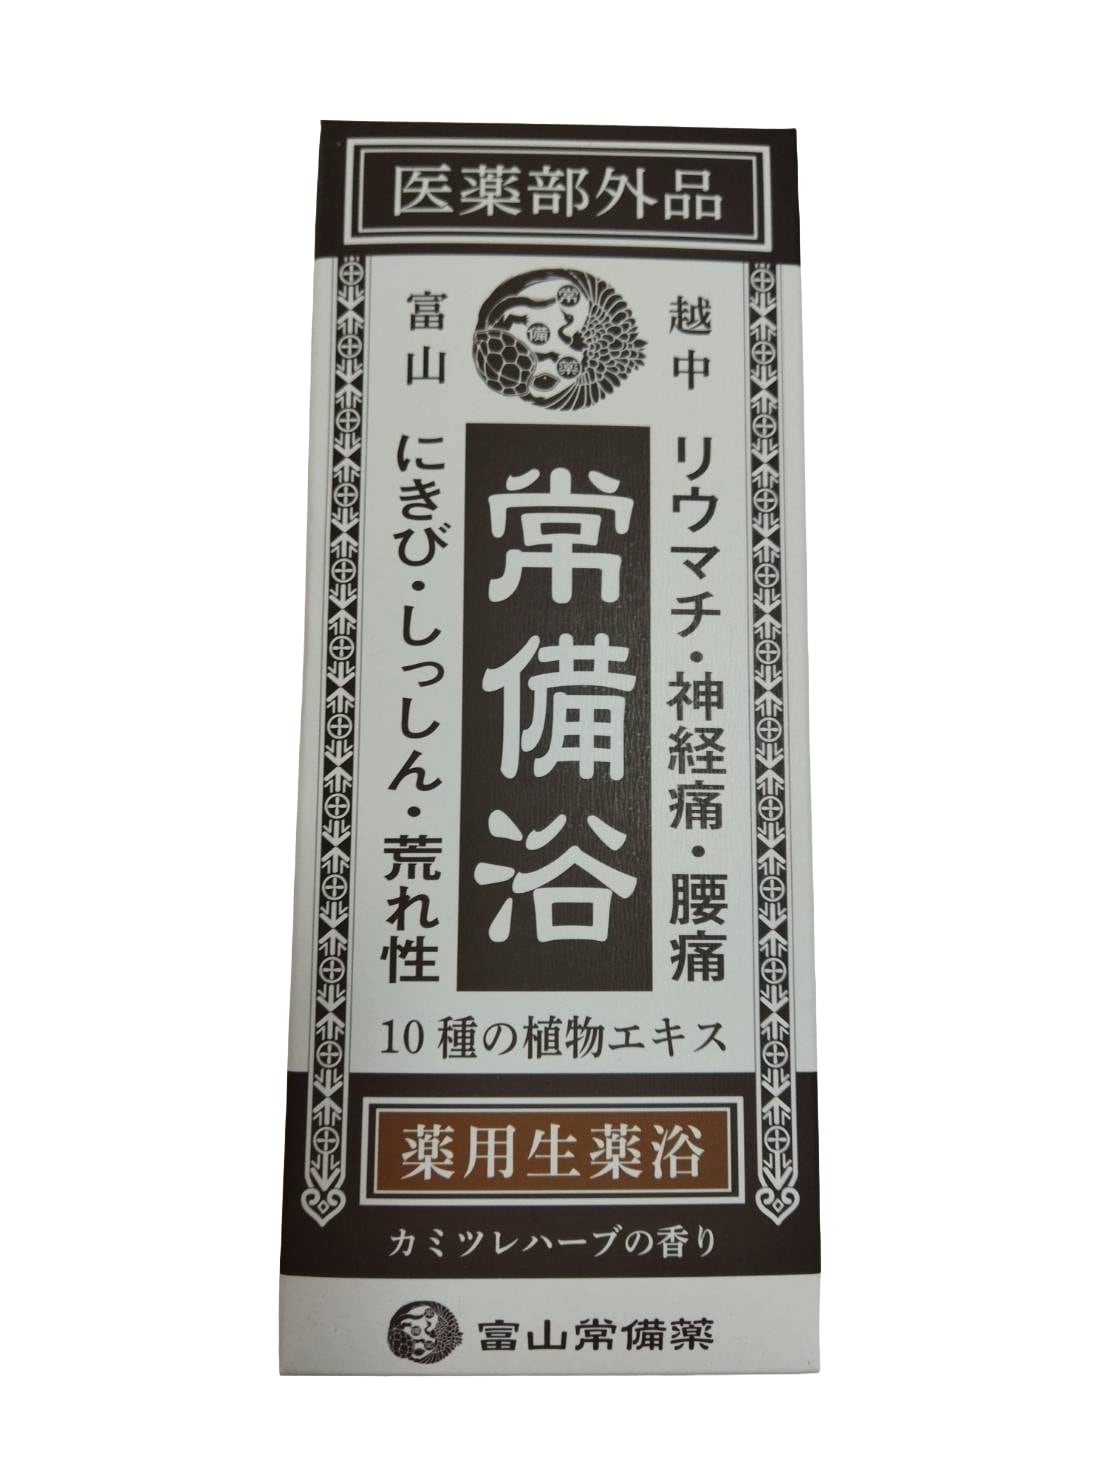 医薬部外品
越中
富山
常備薬
リウマチ・神経痛・腰痛
常備浴
にきび・しっしん・荒れ性
10種の植物エキス
薬用生薬浴
カミツレハーブの香り
富山常備薬